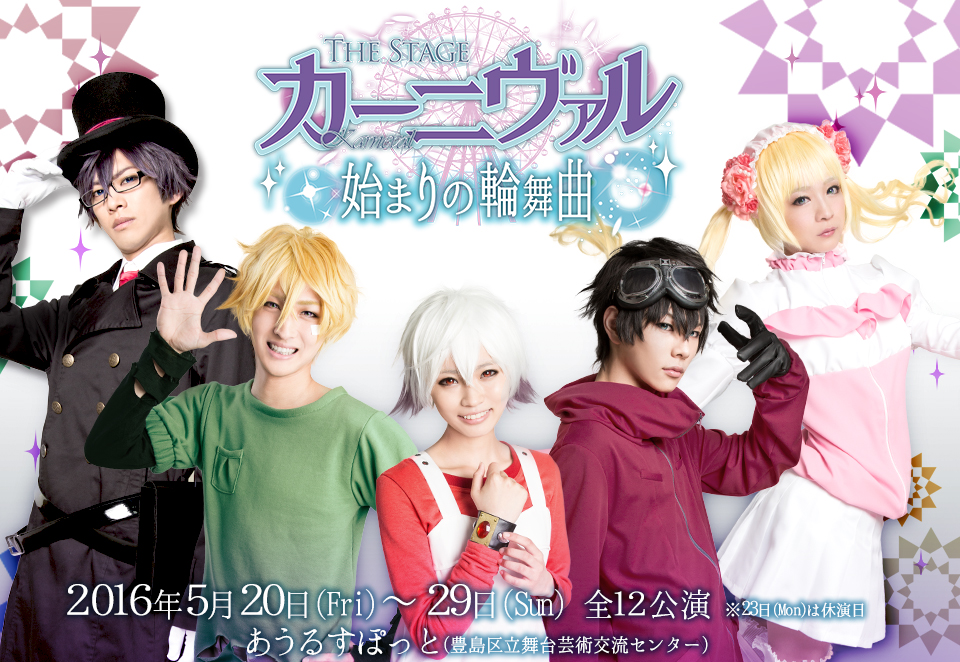 THE STAGE
カーニヴァル
Karneval
始まりの輪舞曲
2016年5月20日(Fri)～29日(Sun) 全12公演 ※23日(Mon)は休演日
あうるすぽっと(豊島区立舞台芸術交流センター)